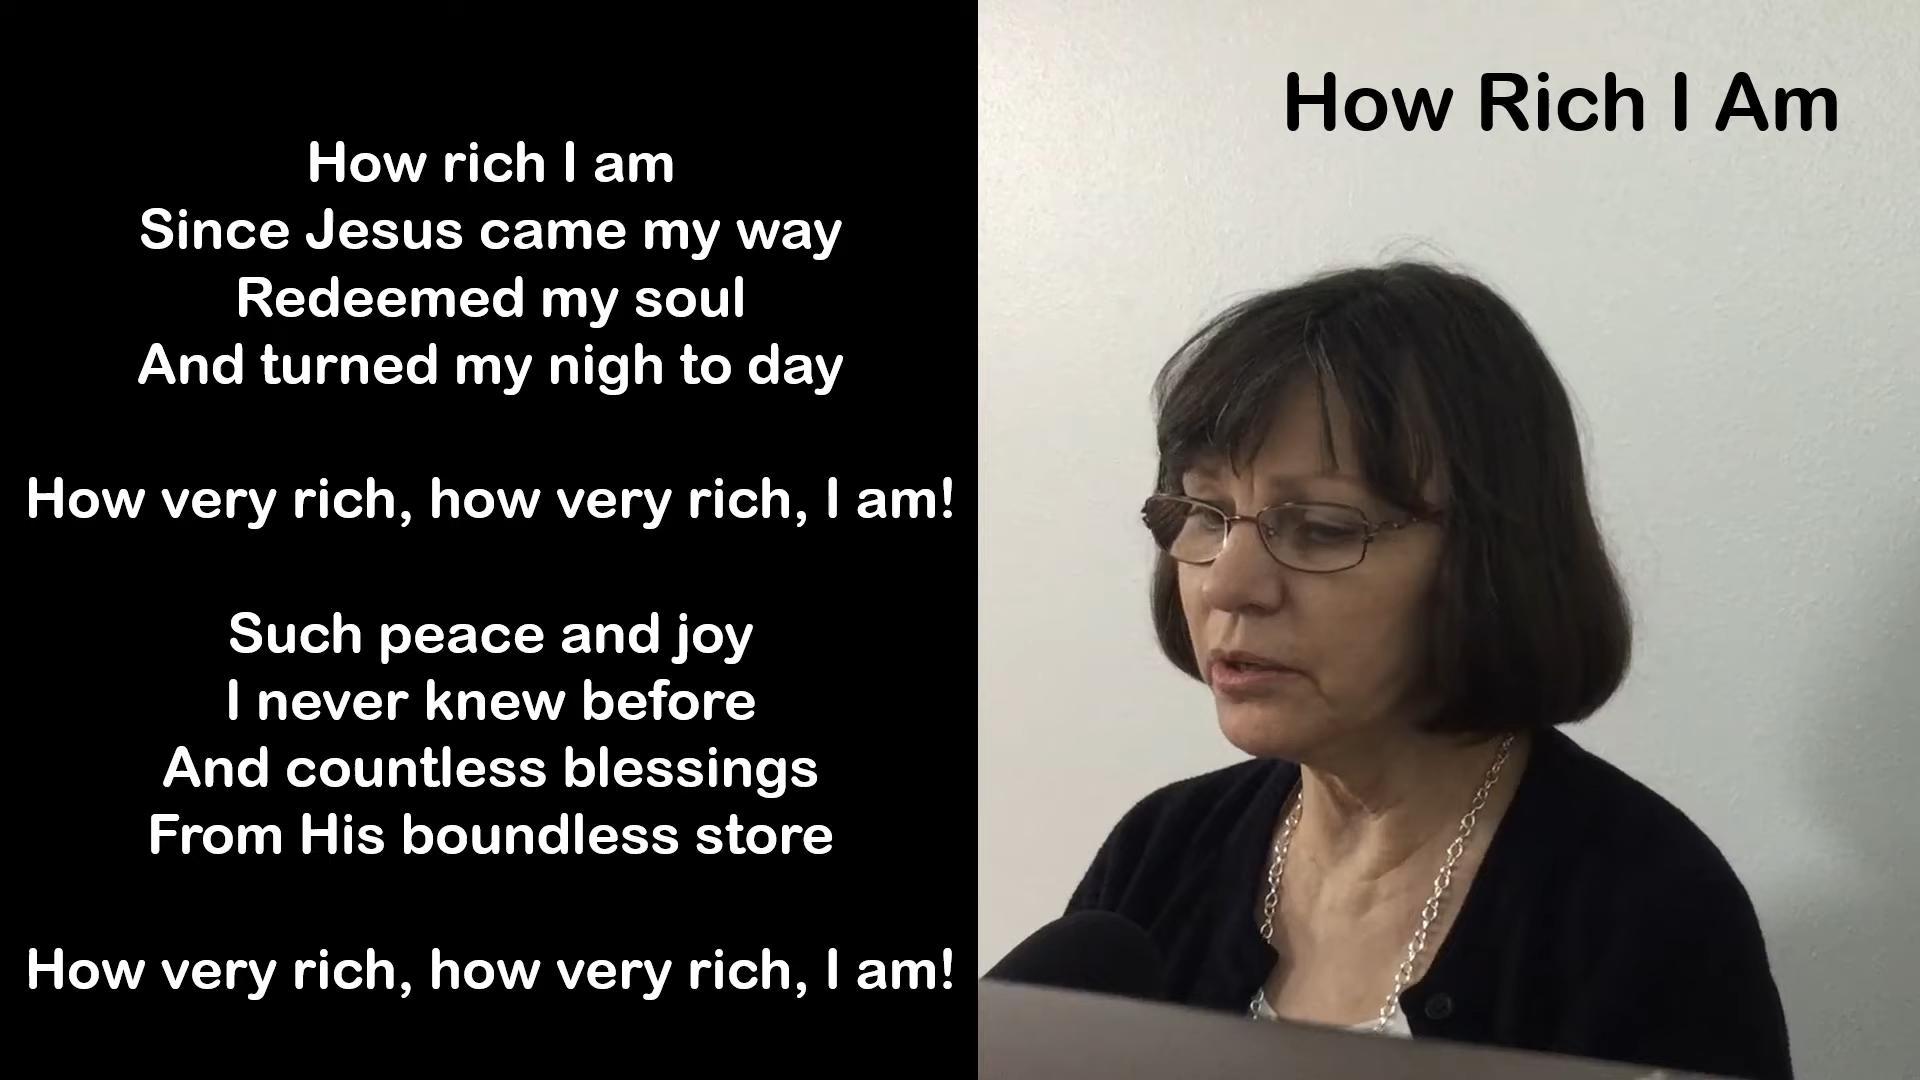 How Rich I Am
How rich I am
Since Jesus came my way
Redeemed my soul
And turned my nigh to day
How very rich, how very rich, I am!
Such peace and joy
I never knew before
And countless blessings
From His boundless store
How very rich, how very rich, I am!